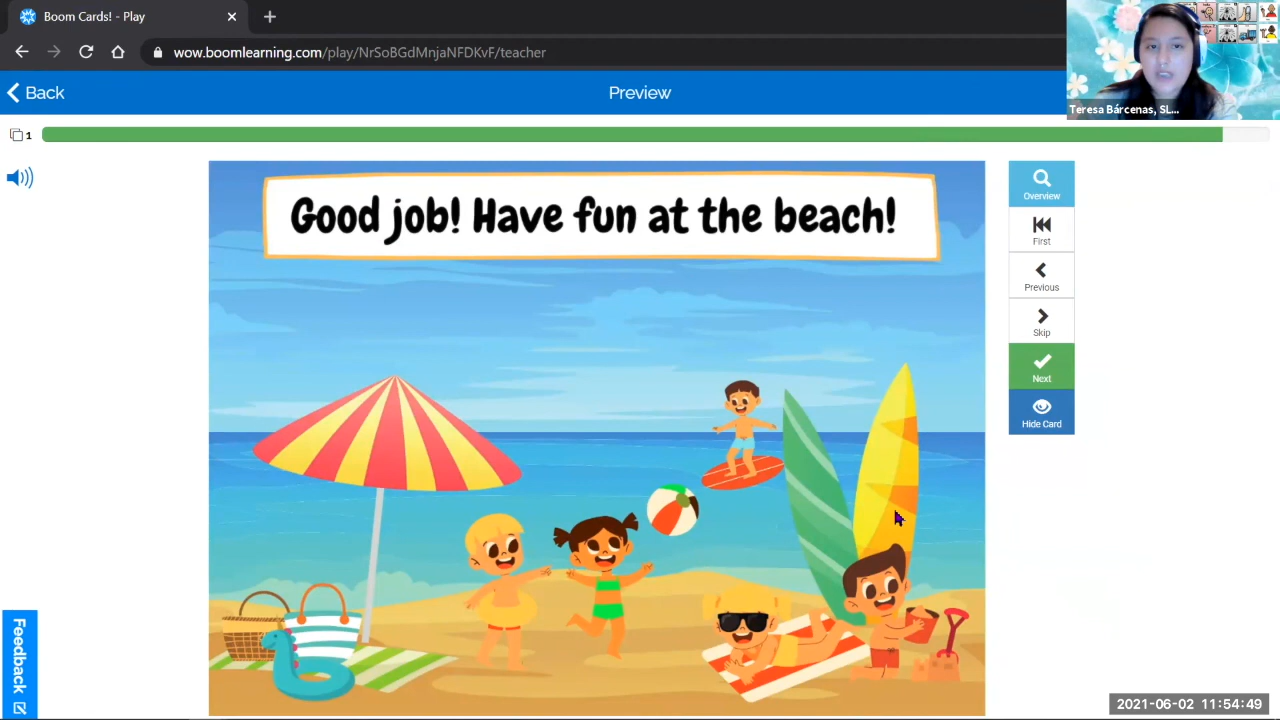 Boom Cards! - Play
wow.boomlearning.com/play/NrSoBGdMnjaNFDKvF/teacher
Back
Preview
Teresa Bárcenas, SL...
1
Good job! Have fun at the beach!
Overview
First
Previous
Skip
Next
Hide Card
Feedback
2021-06-02 11:54:49